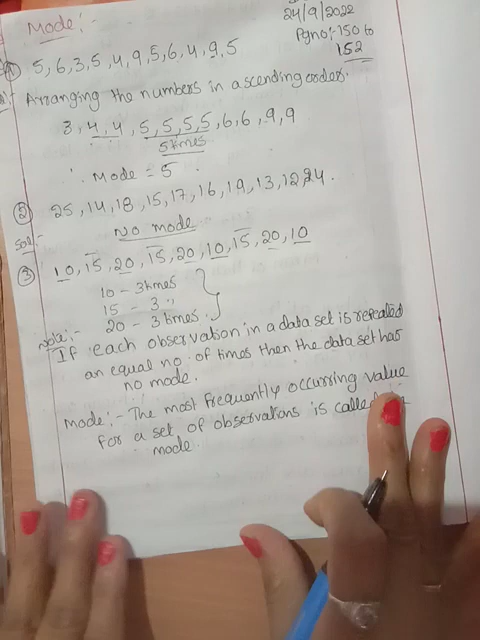 24/9/2022
Mode:-
Pg no:- 150 to
152
5, 6, 3, 5, 4, 9, 5, 6, 4, 9, 5
Arranging the numbers in ascending order.
3, 4, 4, 5, 5, 5, 5, 6, 6, 9, 9
5 times
∴ Mode = 5
② 25, 14, 18, 15, 17, 16, 19, 13, 12, 24.
Sol:- No mode
③ 10, 15, 20, 15, 20, 10, 15, 20, 10
10 - 3 times
15 - 3 "
20 - 3 times
Note:-
If each observation in a data set is repeated
an equal no. of times then the data set has
no mode.
Mode:- The most frequently occurring value
for a set of observations is called
mode.